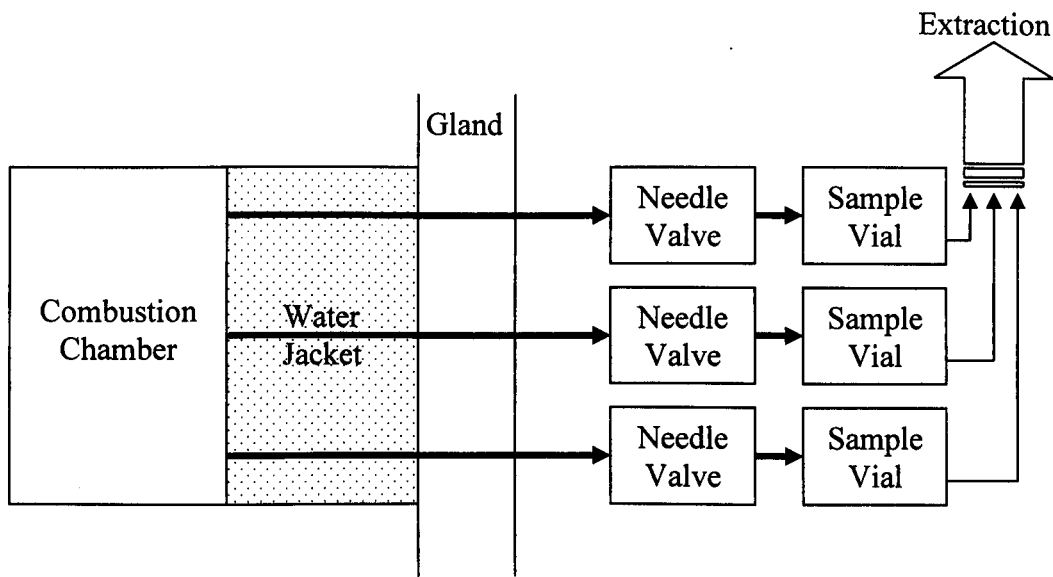 Extraction
Gland
Needle
Valve
Sample
Vial
Combustion
Chamber
Water
Jacket
Needle
Valve
Sample
Vial
Needle
Valve
Sample
Vial